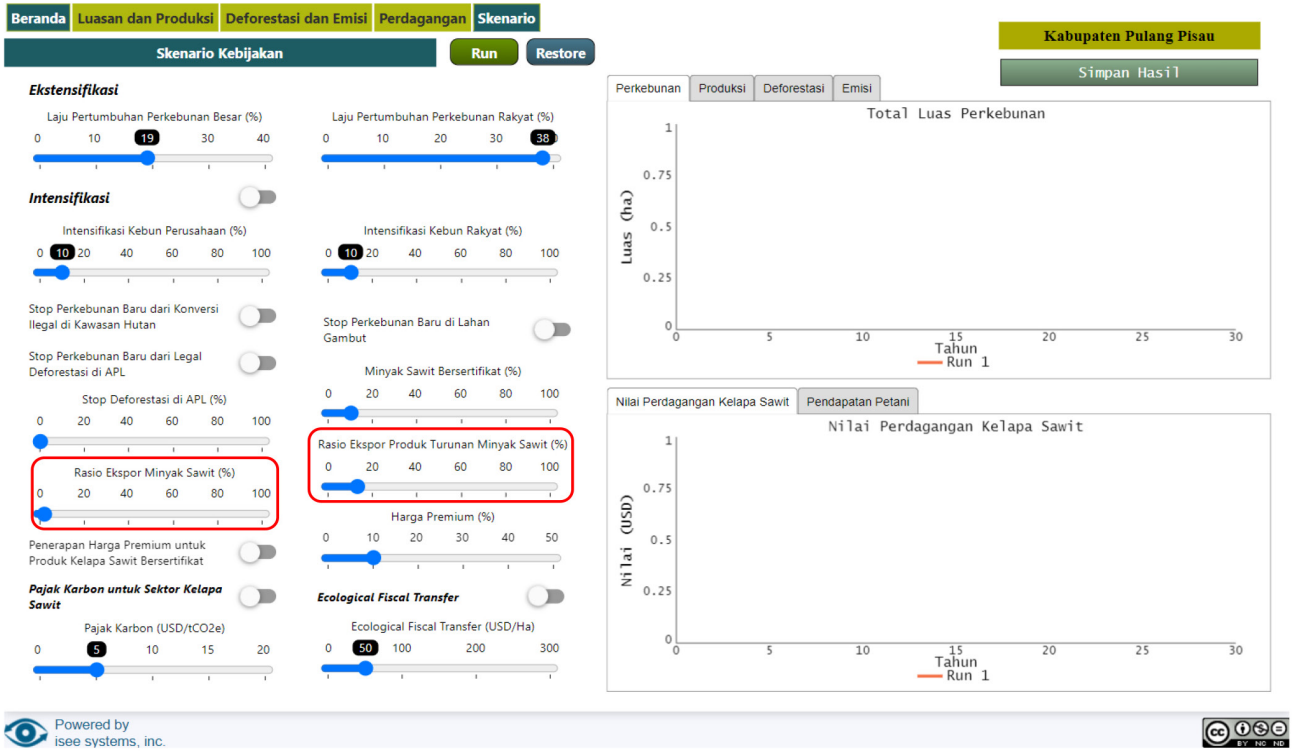 Beranda Luasan dan Produksi Deforestasi dan Emisi Perdagangan Skenario
Kabupaten Pulang Pisau
Skenario Kebijakan Run Restore
Simpan Hasil
Ekstensifikasi
Laju Pertumbuhan Perkebunan Besar (%)
0 10 19 30 40
Laju Pertumbuhan Perkebunan Rakyat (%)
0 10 20 30 38
Intensifikasi
Intensifikasi Kebun Perusahaan (%)
0 10 20 40 60 80 100
Intensifikasi Kebun Rakyat (%)
0 10 20 40 60 80 100
Stop Perkebunan Baru dari Konversi
Ilegal di Kawasan Hutan
Stop Perkebunan Baru di Lahan
Gambut
Stop Perkebunan Baru dari Legal
Deforestasi di APL
Minyak Sawit Bersertifikat (%)
0 20 40 60 80 100
Stop Deforestasi di APL (%)
0 20 40 60 80 100
Rasio Ekspor Produk Turunan Minyak Sawit (%)
0 20 40 60 80 100
Rasio Ekspor Minyak Sawit (%)
0 20 40 60 80 100
Harga Premium (%)
0 10 20 30 40 50
Penerapan Harga Premium untuk
Produk Kelapa Sawit Bersertifikat
Pajak Karbon untuk Sektor Kelapa
Sawit
Ecological Fiscal Transfer
Pajak Karbon (USD/tCO2e)
0 5 10 15 20
Ecological Fiscal Transfer (USD/Ha)
0 50 100 200 300
Perkebunan Produksi Deforestasi Emisi
Total Luas Perkebunan
1
0.75
0.5
0.25
0
Luas (ha)
0 5 10 15 20 25 30
Tahun
Run 1
Nilai Perdagangan Kelapa Sawit Pendapatan Petani
Nilai Perdagangan Kelapa Sawit
1
0.75
0.5
0.25
0
Nilai (USD)
0 5 10 15 20 25 30
Tahun
Run 1
Powered by
isee systems, inc.
cc
BY NC ND